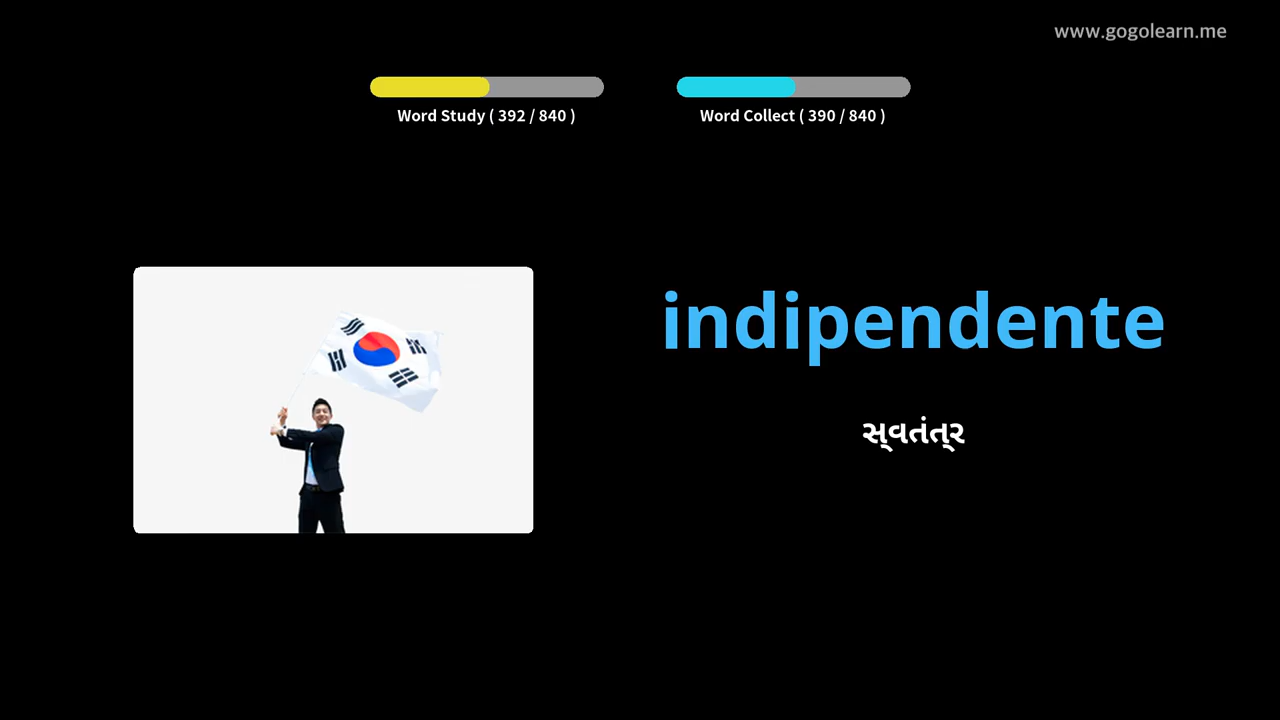 www.gogolearn.me
Word Study ( 392 / 840 )
Word Collect ( 390 / 840 )
indipendente
સ્વતંત્ર